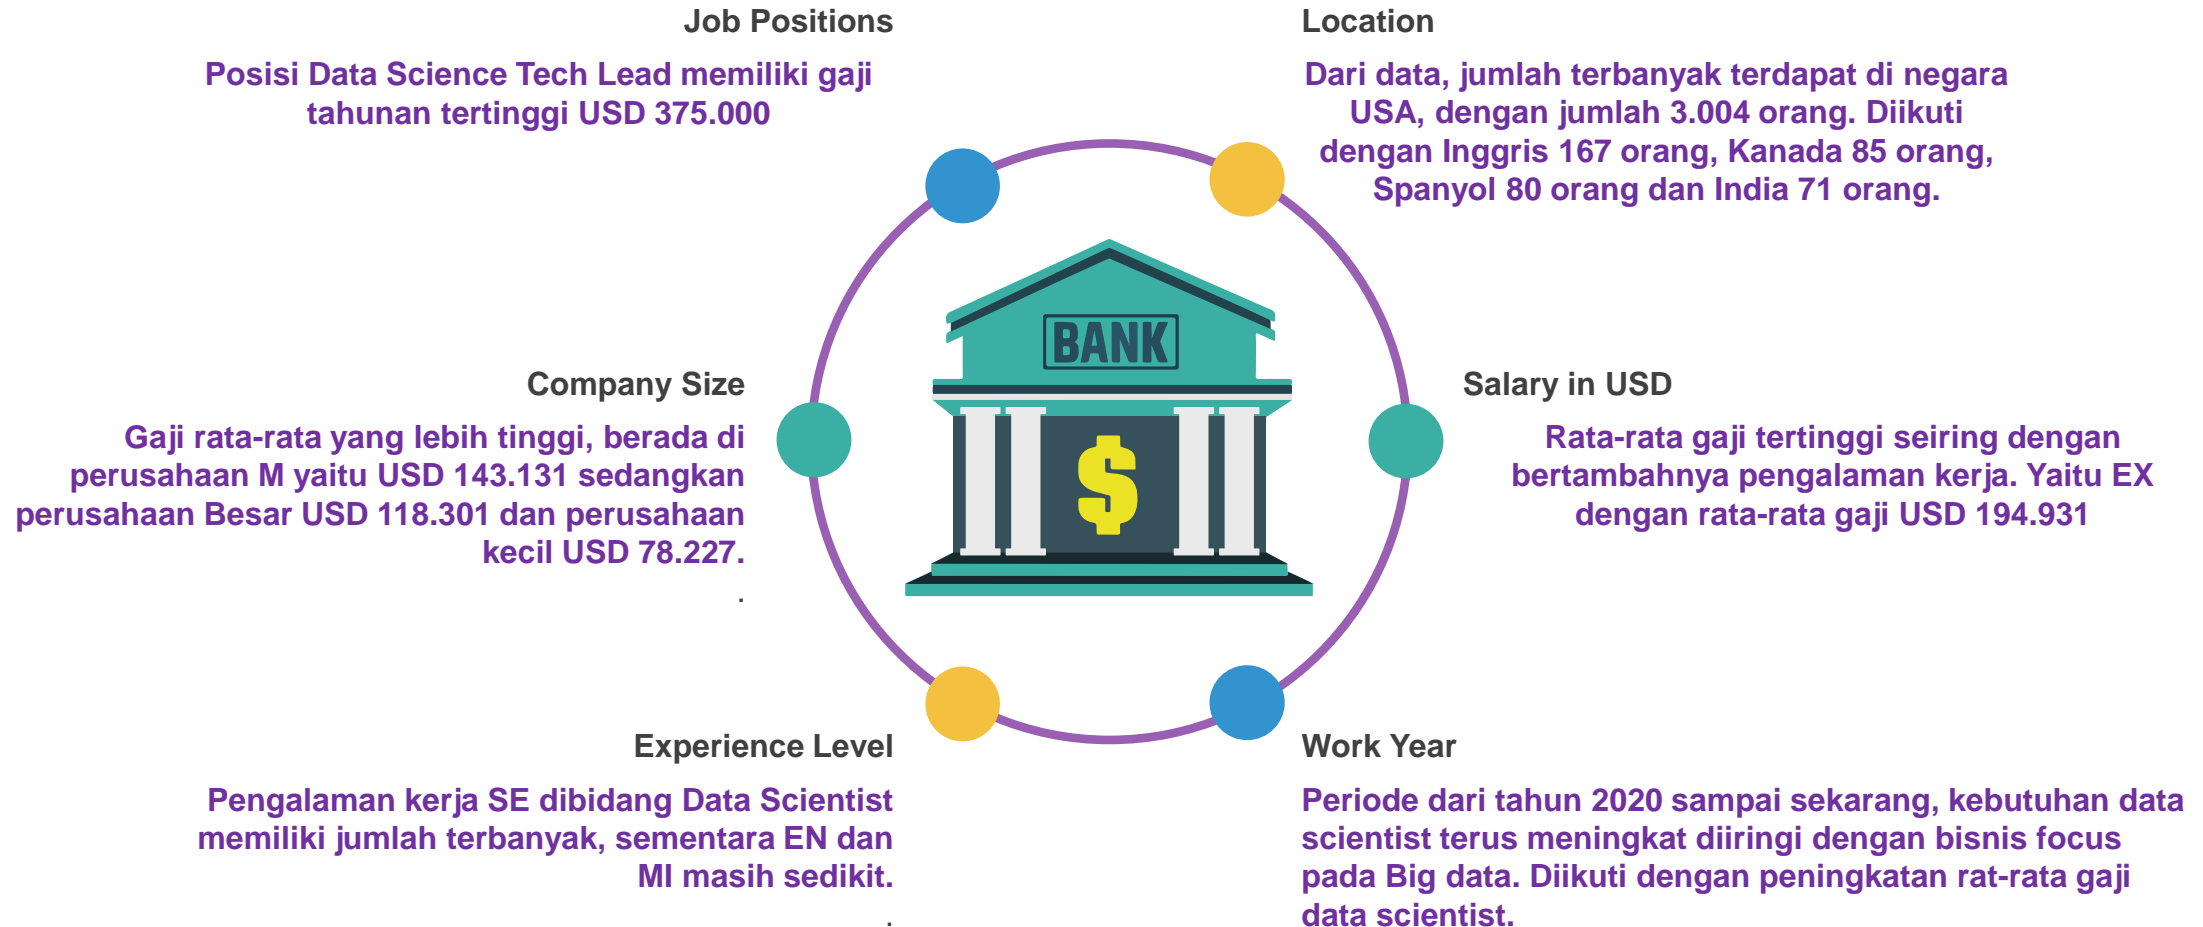 Job Positions
Posisi Data Science Tech Lead memiliki gaji
tahunan tertinggi USD 375.000
Location
Dari data, jumlah terbanyak terdapat di negara
USA, dengan jumlah 3.004 orang. Diikuti
dengan Inggris 167 orang, Kanada 85 orang,
Spanyol 80 orang dan India 71 orang.
BANK
$
Company Size
Gaji rata-rata yang lebih tinggi, berada di
perusahaan M yaitu USD 143.131 sedangkan
perusahaan Besar USD 118.301 dan perusahaan
kecil USD 78.227.
.
Salary in USD
Rata-rata gaji tertinggi seiring dengan
bertambahnya pengalaman kerja. Yaitu EX
dengan rata-rata gaji USD 194.931
Experience Level
Pengalaman kerja SE dibidang Data Scientist
memiliki jumlah terbanyak, sementara EN dan
MI masih sedikit.
.
Work Year
Periode dari tahun 2020 sampai sekarang, kebutuhan data
scientist terus meningkat diiringi dengan bisnis focus
pada Big data. Diikuti dengan peningkatan rat-rata gaji
data scientist.